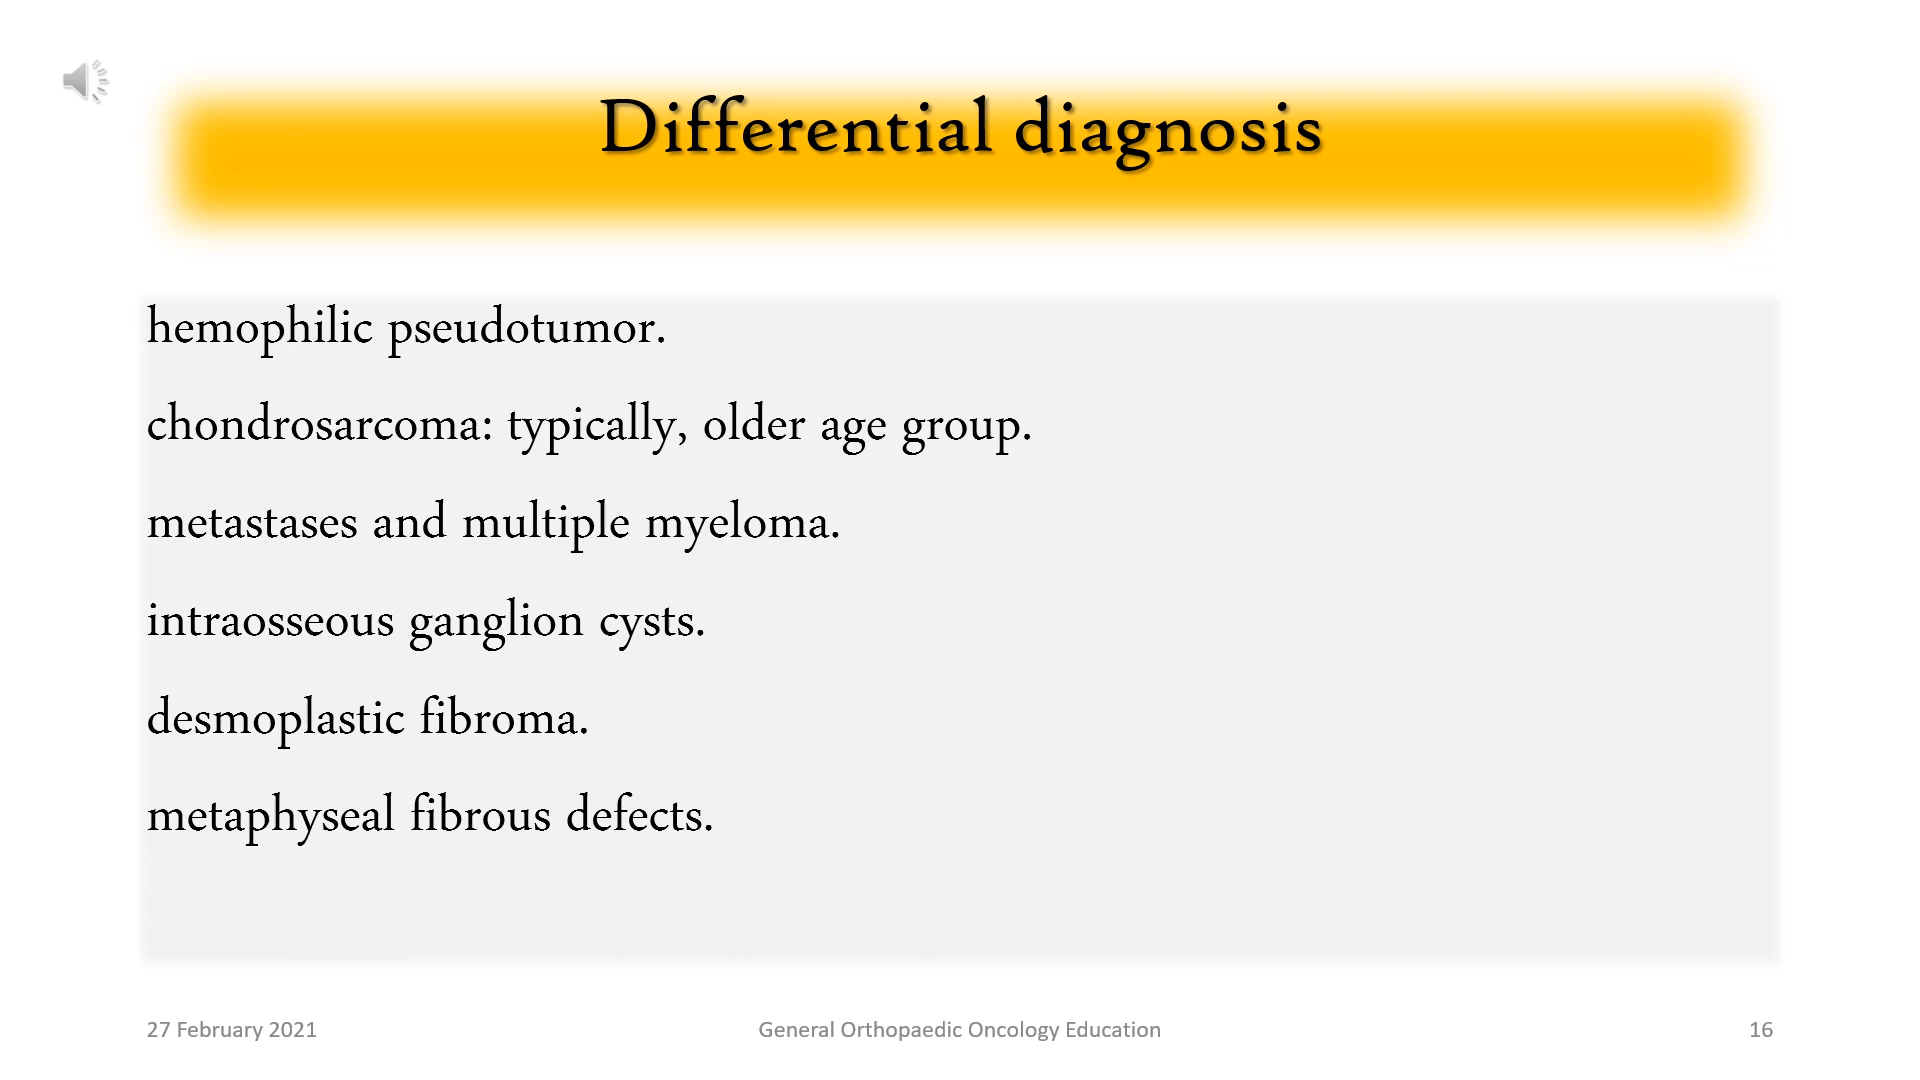 Differential diagnosis
hemophilic pseudotumor.
chondrosarcoma: typically, older age group.
metastases and multiple myeloma.
intraosseous ganglion cysts.
desmoplastic fibroma.
metaphyseal fibrous defects.
27 February 2021
General Orthopaedic Oncology Education
16